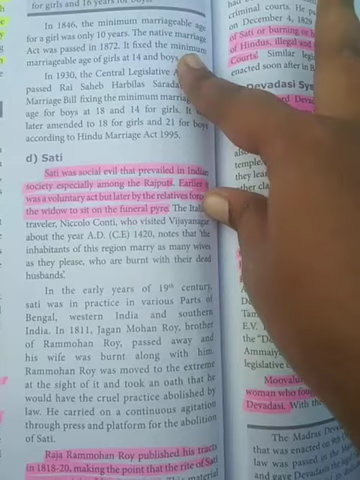 for girls and 16 years for boys
In 1846, the minimum marriageable age
for a girl was only 10 years. The native marriage
Act was passed in 1872. It fixed the minimum
marriageable age of girls at 14 and boys
In 1930, the Central Legislative
passed Rai Saheb Harbilas
Marriage Bill fixing the minimum
age for boys at 18 and 14 for girls. It
later amended to 18 for girls and 21 for boys
according to Hindu Marriage Act 1995.
d) Sati
Sati was social evil that prevailed in Indian
society especially among the Rajputi. Earlier
was a voluntary act but later by the relatives
the widow to sit on the funeral pyre. The
traveler, Niccolo Conti, who visited Vijayanagar
about the year A.D. (C.E) 1420, notes that 'the
inhabitants of this region marry as many wives
as they please, who are burnt with their dead
husbands'.
In the early years of 19th century,
sati was in practice in various Parts of
Bengal, western India and southern
India. In 1811, Jagan Mohan Roy, brother
of Rammohan Roy, passed away and
his wife was burnt along with him.
Rammohan Roy was moved to the extreme
at the sight of it and took an oath that he
would have the cruel practice abolished by
law. He carried on a continuous agitation
through press and platform for the abolition
of Sati.
Raja Rammohan Roy published his tracts
in 1818-20, making the point that the rite of Sati
criminal courts. He
on December 4, 1829
of Sati or burning
of Hindus, illegal and
Courts'. Similar
enacted soon after in
Devadasi
temple.
they
E.V.
the
Ammaiy
legislative
Moovalu
woman who
Devadasi. With the
The Madras
that was enacted on 9th
law was passed in the
and gave Devadasis the